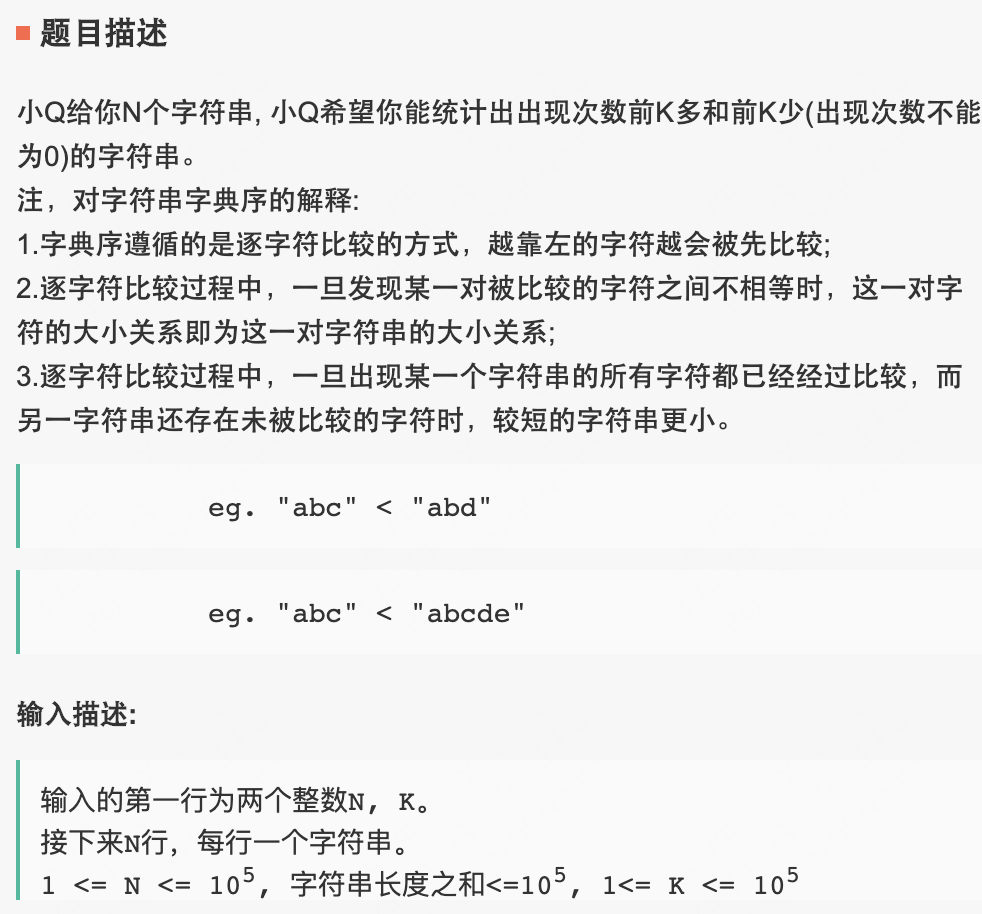 题目描述
小Q给你N个字符串, 小Q希望你能统计出出现次数前K多和前K少(出现次数不能
为0)的字符串。
注，对字符串字典序的解释:
1.字典序遵循的是逐字符比较的方式，越靠左的字符越会被先比较;
2.逐字符比较过程中，一旦发现某一对被比较的字符之间不相等时，这一对字
符的大小关系即为这一对字符串的大小关系;
3.逐字符比较过程中，一旦出现某一个字符串的所有字符都已经经过比较，而
另一字符串还存在未被比较的字符时，较短的字符串更小。
eg. "abc" < "abd"
eg. "abc" < "abcde"
输入描述:
输入的第一行为两个整数N, K。
接下来N行，每行一个字符串。
1 <= N <= 10^5, 字符串长度之和<=10^5, 1<= K <= 10^5